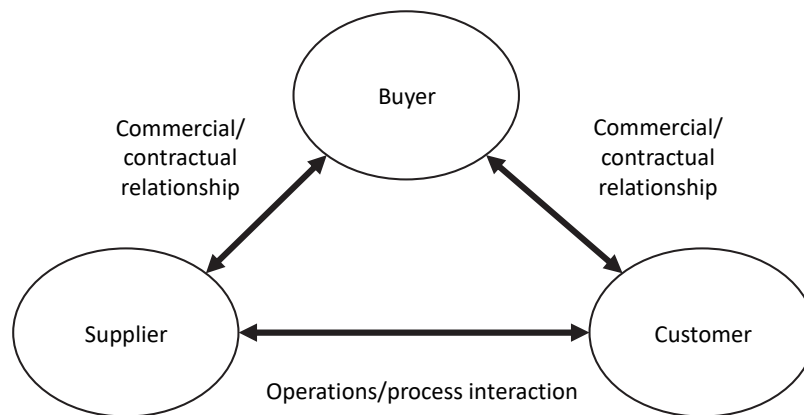 Buyer
Commercial/
contractual
relationship
Commercial/
contractual
relationship
Supplier
Customer
Operations/process interaction